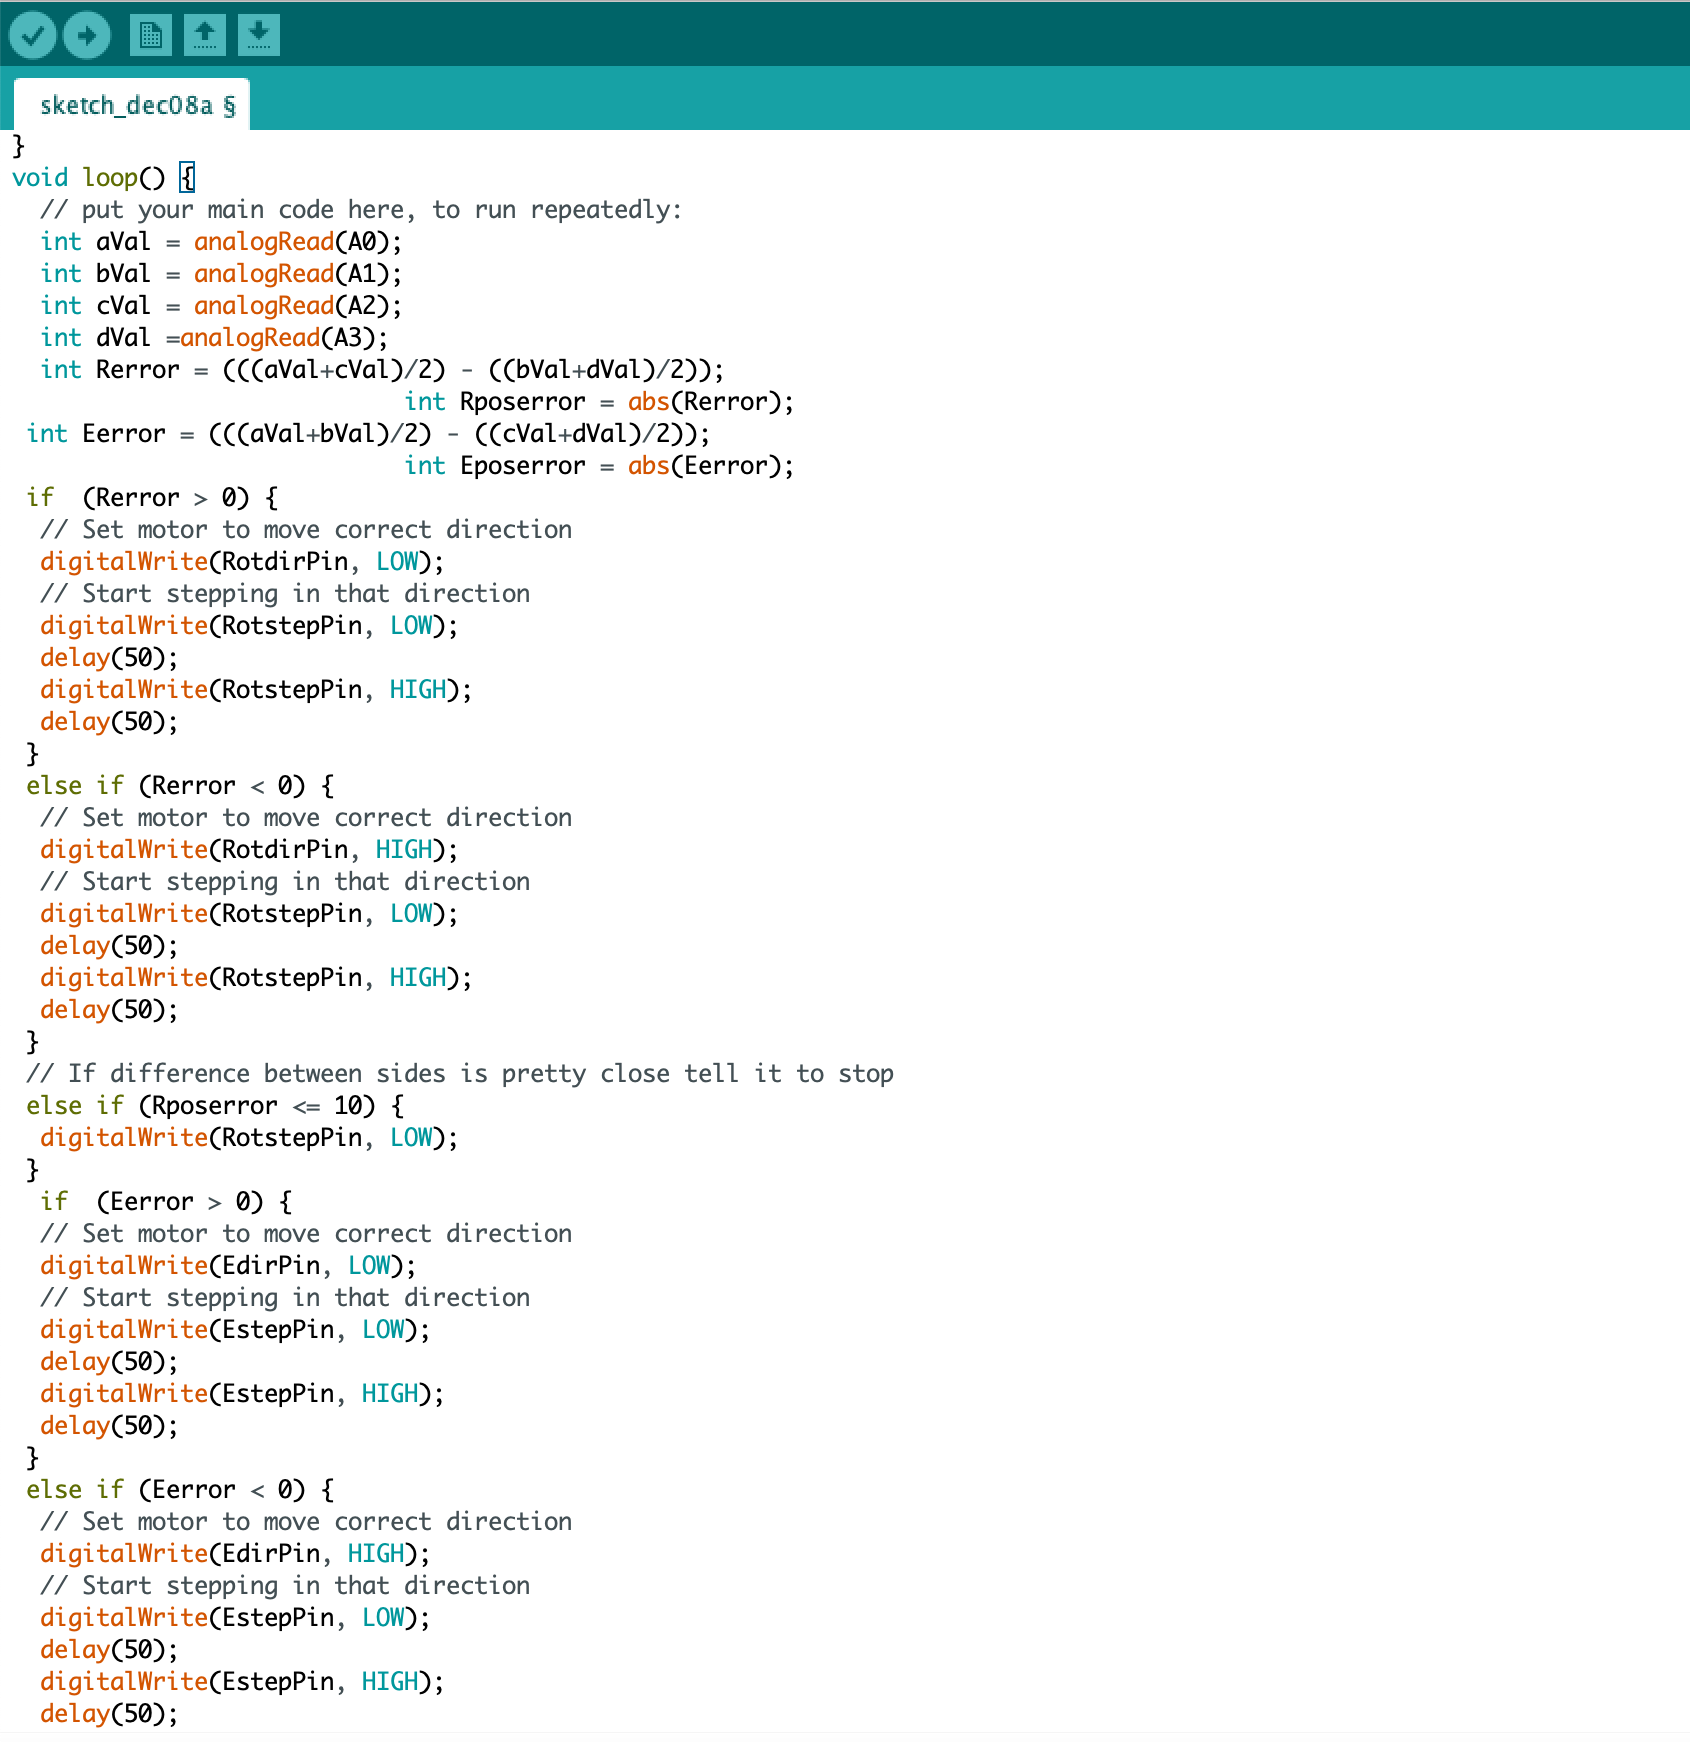 sketch_dec08a §
}
void loop() {
  // put your main code here, to run repeatedly:
  int aVal = analogRead(A0);
  int bVal = analogRead(A1);
  int cVal = analogRead(A2);
  int dVal =analogRead(A3);
  int Rerror = (((aVal+cVal)/2) - ((bVal+dVal)/2));
                            int Rposerror = abs(Rerror);
 int Eerror = (((aVal+bVal)/2) - ((cVal+dVal)/2));
                            int Eposerror = abs(Eerror);
 if  (Rerror > 0) {
  // Set motor to move correct direction
  digitalWrite(RotdirPin, LOW);
  // Start stepping in that direction
  digitalWrite(RotstepPin, LOW);
  delay(50);
  digitalWrite(RotstepPin, HIGH);
  delay(50);
 }
 else if (Rerror < 0) {
  // Set motor to move correct direction
  digitalWrite(RotdirPin, HIGH);
  // Start stepping in that direction
  digitalWrite(RotstepPin, LOW);
  delay(50);
  digitalWrite(RotstepPin, HIGH);
  delay(50);
 }
 // If difference between sides is pretty close tell it to stop
 else if (Rposerror <= 10) {
  digitalWrite(RotstepPin, LOW);
 }
  if  (Eerror > 0) {
  // Set motor to move correct direction
  digitalWrite(EdirPin, LOW);
  // Start stepping in that direction
  digitalWrite(EstepPin, LOW);
  delay(50);
  digitalWrite(EstepPin, HIGH);
  delay(50);
 }
 else if (Eerror < 0) {
  // Set motor to move correct direction
  digitalWrite(EdirPin, HIGH);
  // Start stepping in that direction
  digitalWrite(EstepPin, LOW);
  delay(50);
  digitalWrite(EstepPin, HIGH);
  delay(50);